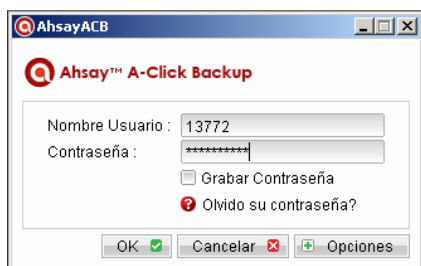 AhsayACB
Ahsay™ A-Click Backup
Nombre Usuario : 13772
Contraseña : **********
Grabar Contraseña
Olvido su contraseña?
OK Cancelar Opciones